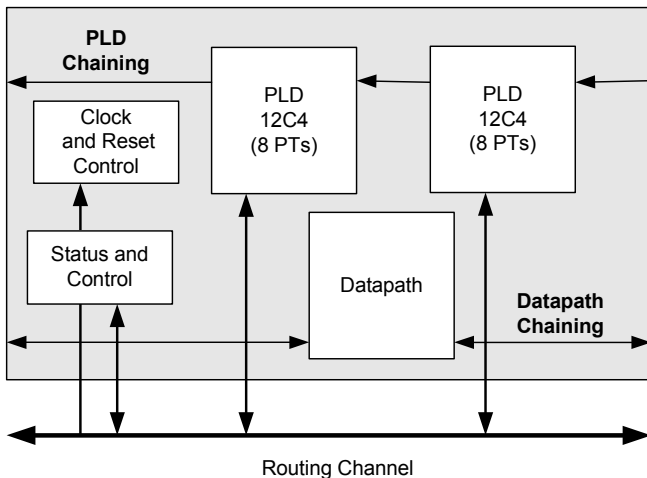 PLD
Chaining
Clock
and Reset
Control
PLD
12C4
(8 PTs)
PLD
12C4
(8 PTs)
Status and
Control
Datapath
Datapath
Chaining
Routing Channel